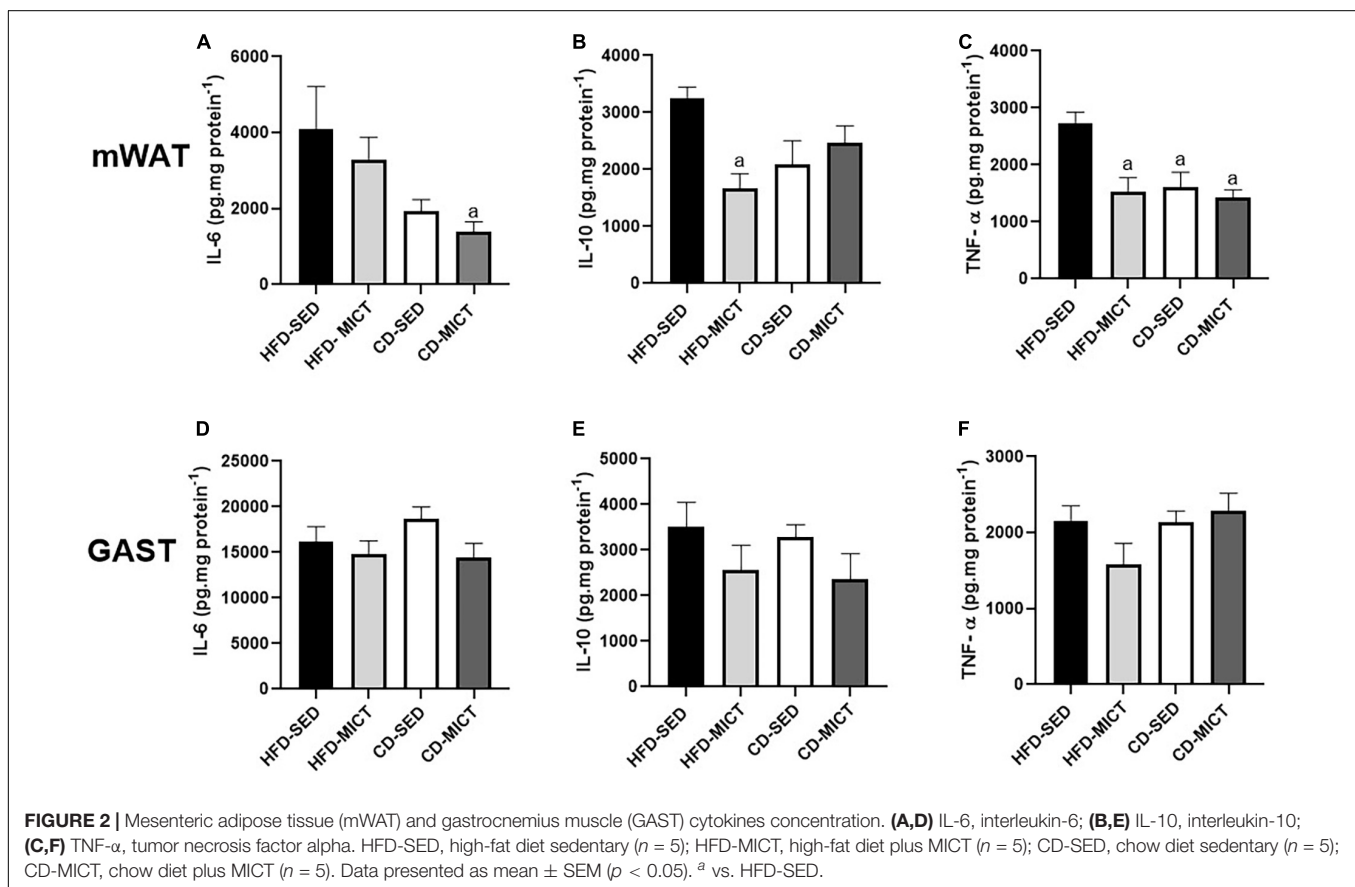 A
B
C
mWAT
IL-6 (pg.mg protein-1)
6000
4000
2000
0
a
HFD-SED
HFD- MICT
CD-SED
CD-MICT
IL-10 (pg.mg protein-1)
4000
3000
2000
1000
0
a
HFD-SED
HFD-MICT
CD-SED
CD-MICT
TNF- α (pg.mg protein-1)
4000
3000
2000
1000
0
a
a
a
HFD-SED
HFD-MICT
CD-SED
CD-MICT
D
E
F
GAST
IL-6 (pg.mg protein-1)
25000
20000
15000
10000
5000
0
HFD-SED
HFD-MICT
CD-SED
CD-MICT
IL-10 (pg.mg protein-1)
5000
4000
3000
2000
1000
0
HFD-SED
HFD-MICT
CD-SED
CD-MICT
TNF- α (pg.mg protein-1)
3000
2000
1000
0
HFD-SED
HFD-MICT
CD-SED
CD-MICT
FIGURE 2 | Mesenteric adipose tissue (mWAT) and gastrocnemius muscle (GAST) cytokines concentration. (A,D) IL-6, interleukin-6; (B,E) IL-10, interleukin-10;
(C,F) TNF-α, tumor necrosis factor alpha. HFD-SED, high-fat diet sedentary (n = 5); HFD-MICT, high-fat diet plus MICT (n = 5); CD-SED, chow diet sedentary (n = 5);
CD-MICT, chow diet plus MICT (n = 5). Data presented as mean ± SEM (p < 0.05). a vs. HFD-SED.